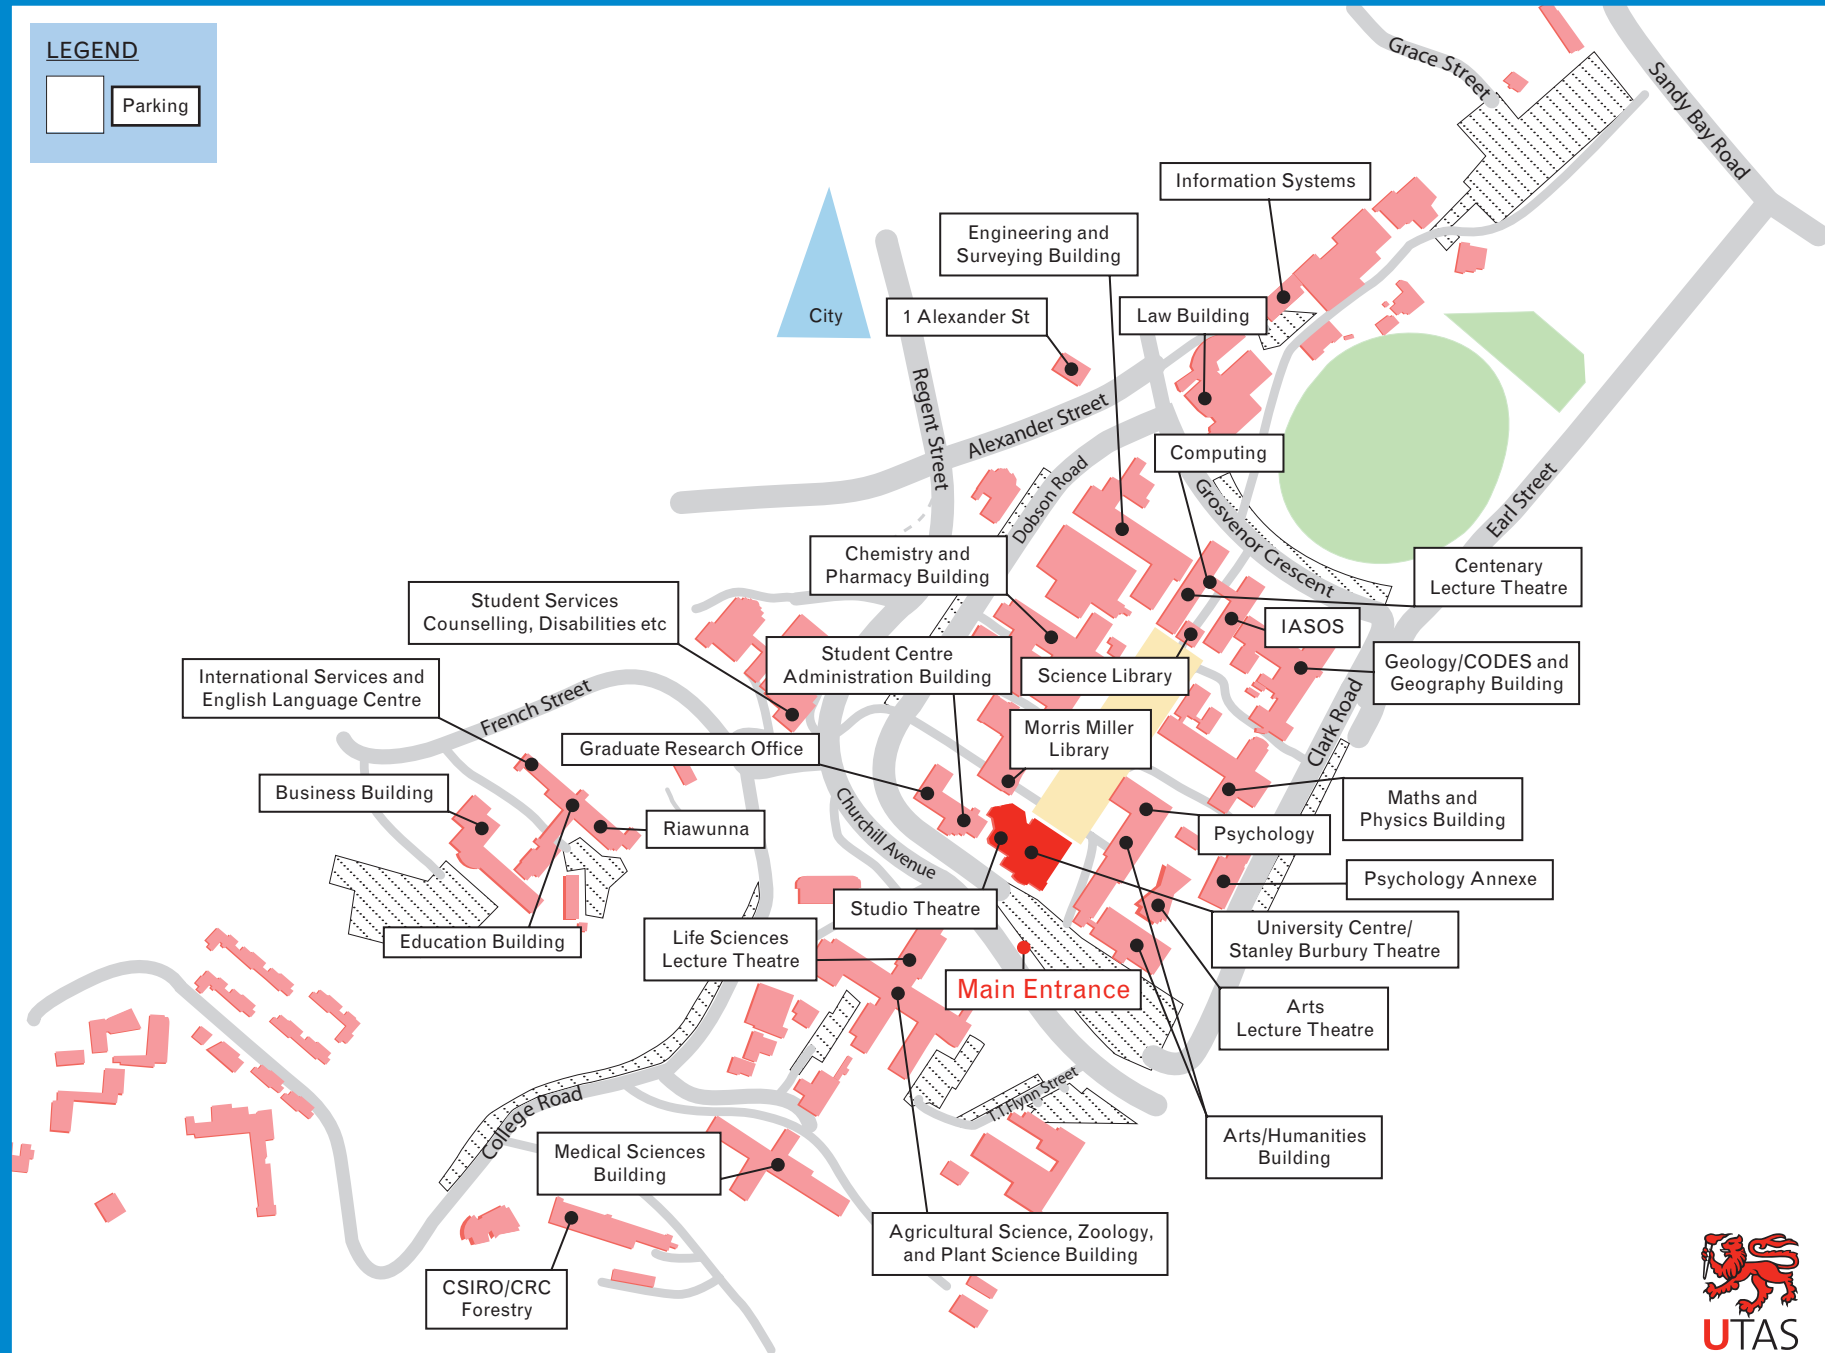 LEGEND
Parking
Grace Street
Sandy Bay Road
Information Systems
Engineering and
Surveying Building
City
1 Alexander St
Law Building
Regent Street
Alexander Street
Computing
Dobson Road
Grosvenor Crescent
Earl Street
Chemistry and
Pharmacy Building
Centenary
Lecture Theatre
Student Services
Counselling, Disabilities etc
IASOS
Student Centre
Administration Building
Science Library
Geology/CODES and
Geography Building
International Services and
English Language Centre
French Street
Clark Road
Graduate Research Office
Morris Miller
Library
Business Building
Riawunna
Churchill Avenue
Maths and
Physics Building
Psychology
Psychology Annexe
Studio Theatre
Education Building
Life Sciences
Lecture Theatre
University Centre/
Stanley Burbury Theatre
Main Entrance
Arts
Lecture Theatre
T.T.Flynn Street
College Road
Medical Sciences
Building
Arts/Humanities
Building
Agricultural Science, Zoology,
and Plant Science Building
CSIRO/CRC
Forestry
UTAS